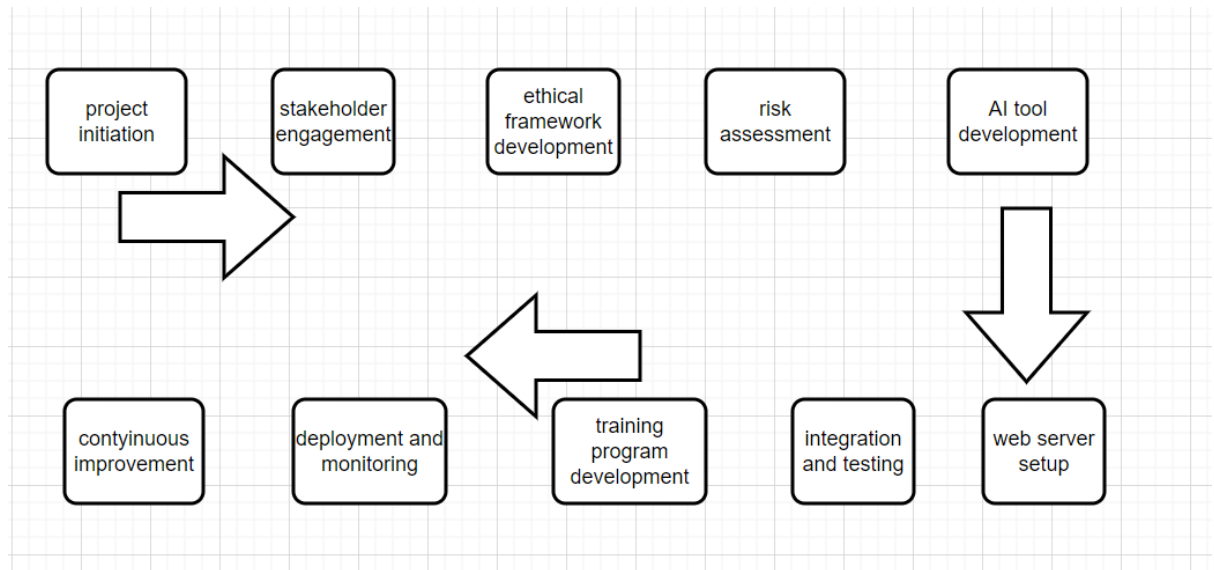 project
initiation
stakeholder
engagement
ethical
framework
development
risk
assessment
AI tool
development
contyinuous
improvement
deployment and
monitoring
training
program
development
integration
and testing
web server
setup